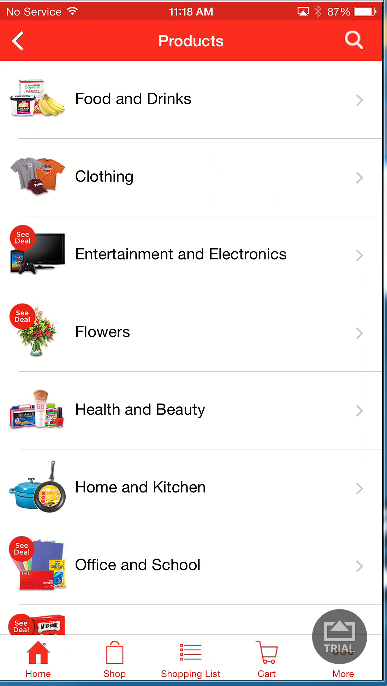 No Service 11:18 AM 87%
Products
Food and Drinks
Clothing
See
Deal
Entertainment and Electronics
See
Deal
Flowers
Health and Beauty
Home and Kitchen
See
Deal
Office and School
See
Deal
TRIAL
Home Shop Shopping List Cart More